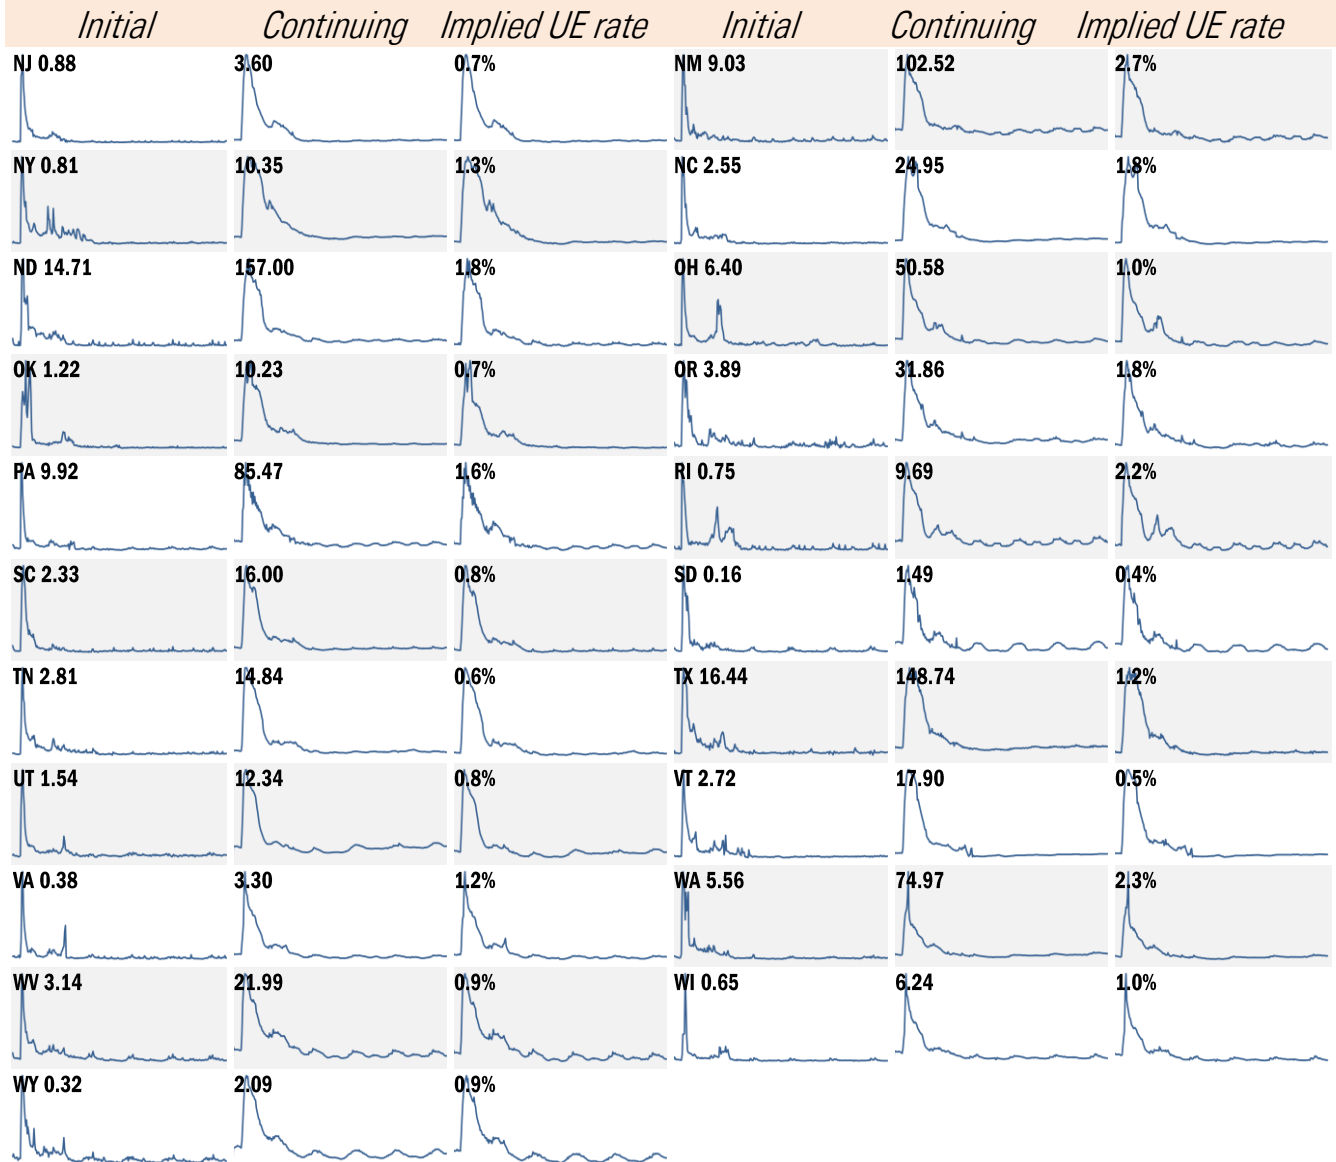 Initial Continuing Implied UE rate Initial Continuing Implied UE rate
NJ 0.88 3.60 0.7% NM 9.03 102.52 2.7%
NY 0.81 10.35 1.3% NC 2.55 24.95 1.8%
ND 14.71 157.00 1.8% OH 6.40 50.58 1.0%
OK 1.22 10.23 0.7% OR 3.89 31.86 1.8%
PA 9.92 85.47 1.6% RI 0.75 9.69 2.2%
SC 2.33 16.00 0.8% SD 0.16 1.49 0.4%
TN 2.81 14.84 0.6% TX 16.44 148.74 1.2%
UT 1.54 12.34 0.8% VT 2.72 17.90 0.5%
VA 0.38 3.30 1.2% WA 5.56 74.97 2.3%
WV 3.14 21.99 0.9% WI 0.65 6.24 1.0%
WY 0.32 2.09 0.9%